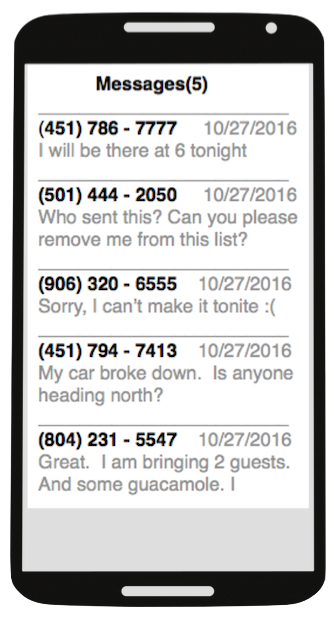 Messages(5)
(451) 786 - 7777 10/27/2016
I will be there at 6 tonight
(501) 444 - 2050 10/27/2016
Who sent this? Can you please
remove me from this list?
(906) 320 - 6555 10/27/2016
Sorry, I can't make it tonite :(
(451) 794 - 7413 10/27/2016
My car broke down.  Is anyone
heading north?
(804) 231 - 5547 10/27/2016
Great.  I am bringing 2 guests.
And some guacamole. I